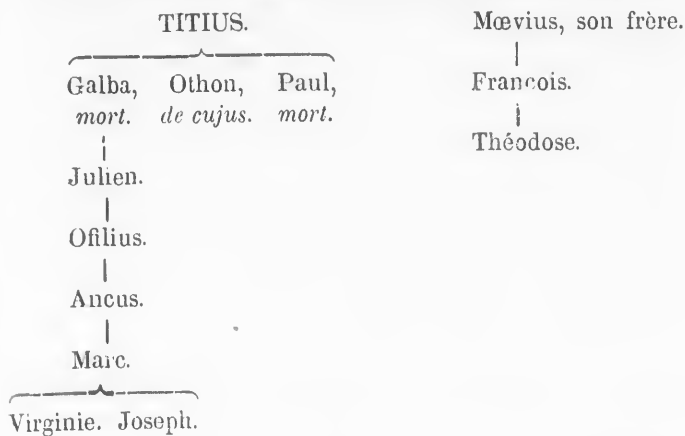 TITIUS.
Mœvius, son frère.
Galba, Othon, Paul,
mort. de cujus. mort.
François.
Théodose.
Julien.
Ofilius.
Ancus.
Marc.
Virginie. Joseph.